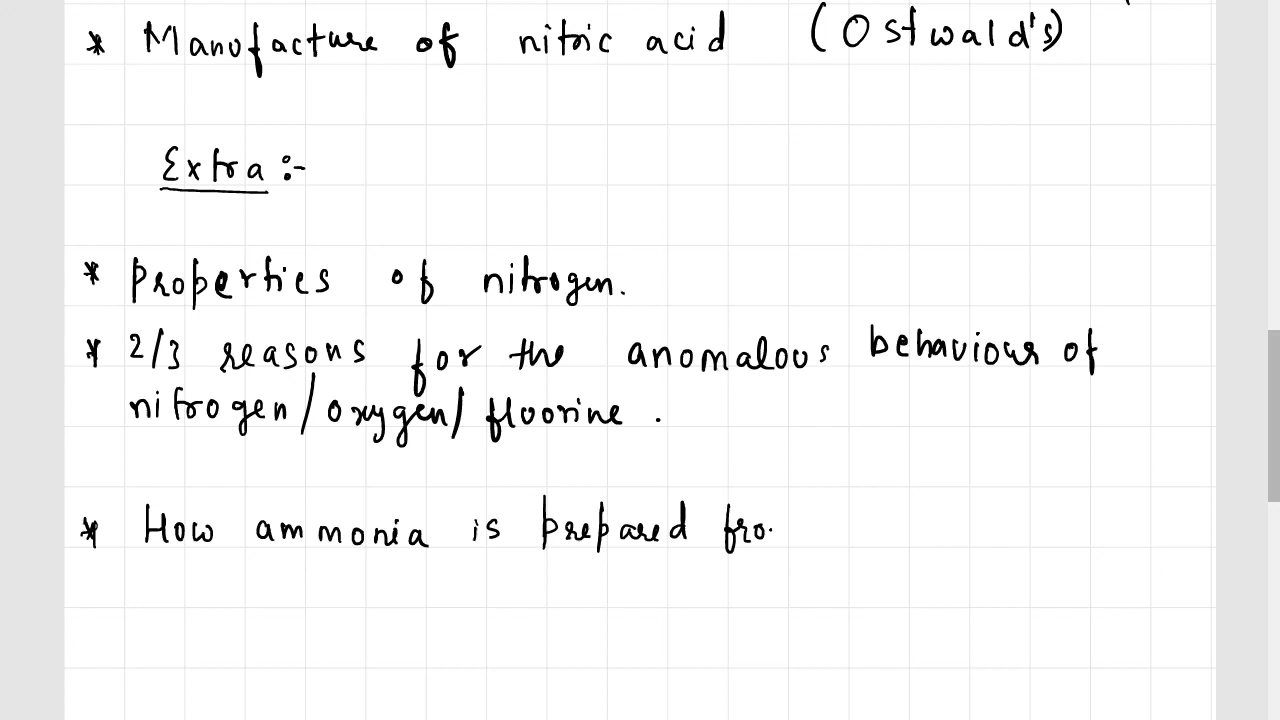 * Manufacture of nitric acid (Ostwald's)
Extra :-
* Properties of nitrogen.
* 2/3 reasons for the anomalous behaviour of
nitrogen/oxygen/fluorine.
* How ammonia is prepared fro